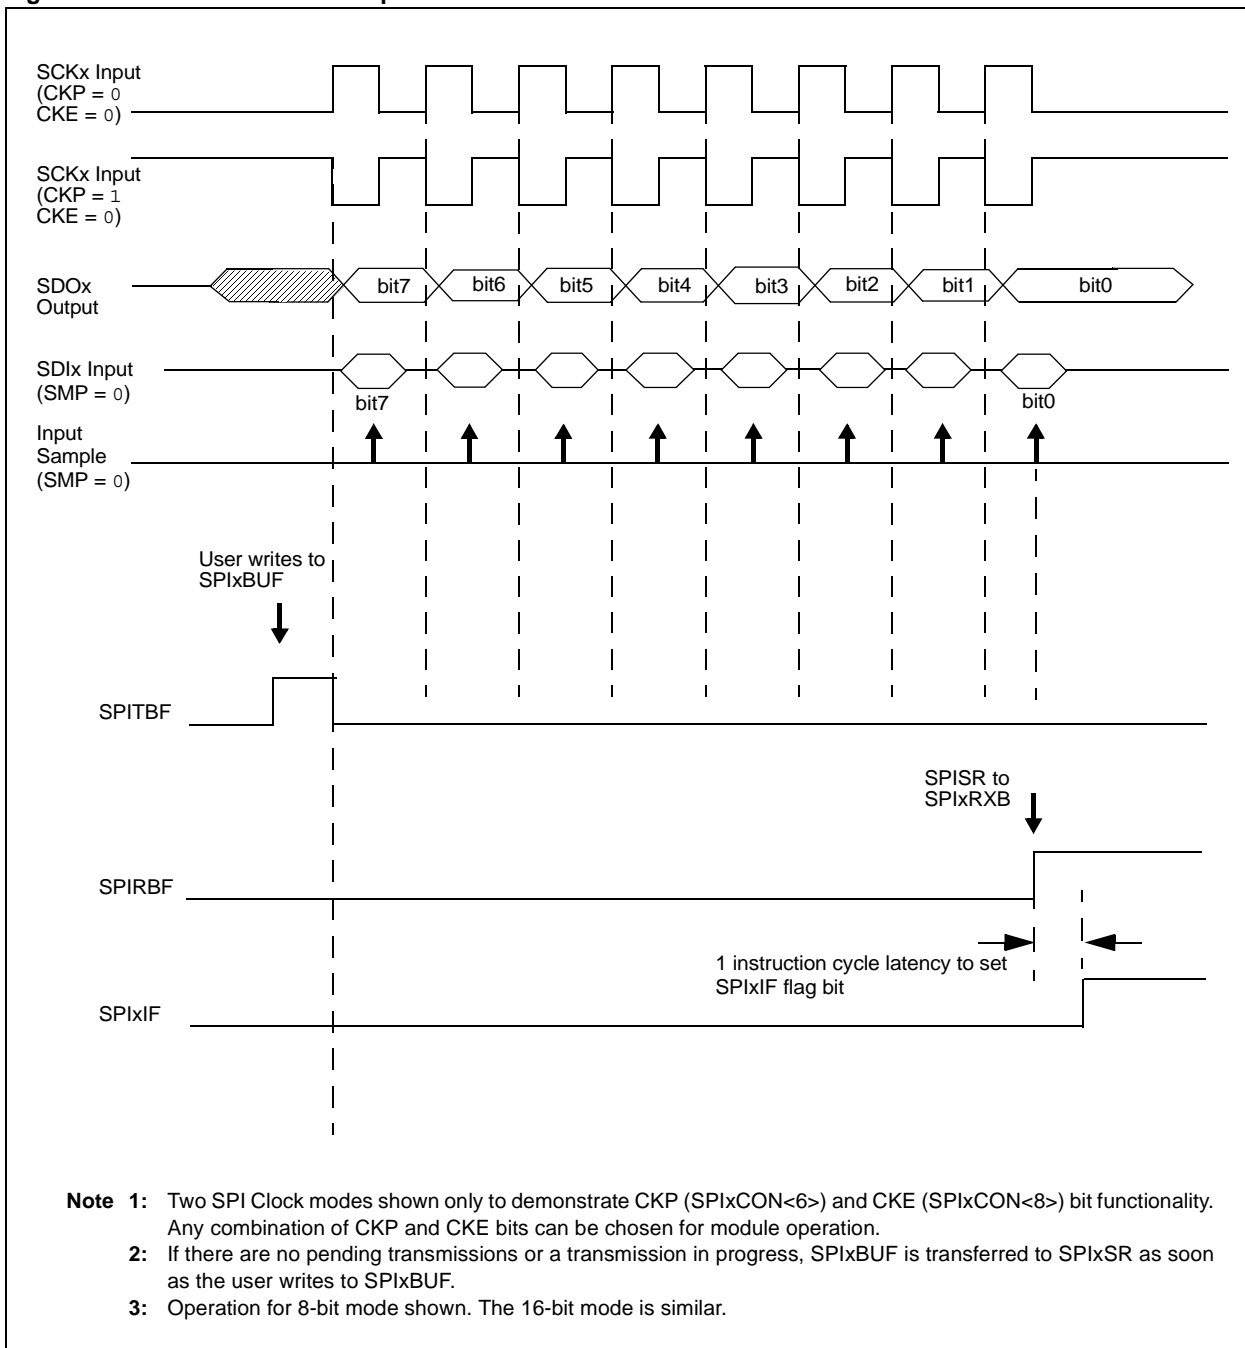 SCKx Input
(CKP = 0
CKE = 0)
SCKx Input
(CKP = 1
CKE = 0)
SDOx
Output
bit7 bit6 bit5 bit4 bit3 bit2 bit1 bit0
SDIx Input
(SMP = 0)
bit7 bit0
Input
Sample
(SMP = 0)
User writes to
SPIxBUF
SPITBF
SPISR to
SPIxRXB
SPIRBF
1 instruction cycle latency to set
SPIxIF flag bit
SPIxIF
Note 1: Two SPI Clock modes shown only to demonstrate CKP (SPIxCON<6>) and CKE (SPIxCON<8>) bit functionality.
Any combination of CKP and CKE bits can be chosen for module operation.
2: If there are no pending transmissions or a transmission in progress, SPIxBUF is transferred to SPIxSR as soon
as the user writes to SPIxBUF.
3: Operation for 8-bit mode shown. The 16-bit mode is similar.